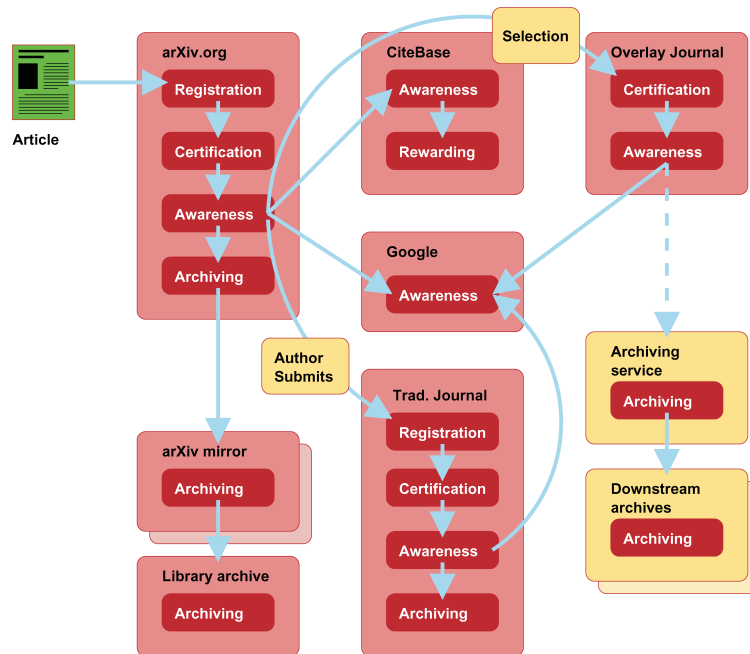 Article
arXiv.org
Registration
Certification
Awareness
Archiving
arXiv mirror
Archiving
Library archive
Archiving
CiteBase
Awareness
Rewarding
Google
Awareness
Author
Submits
Trad. Journal
Registration
Certification
Awareness
Archiving
Selection
Overlay Journal
Certification
Awareness
Archiving
service
Archiving
Downstream
archives
Archiving